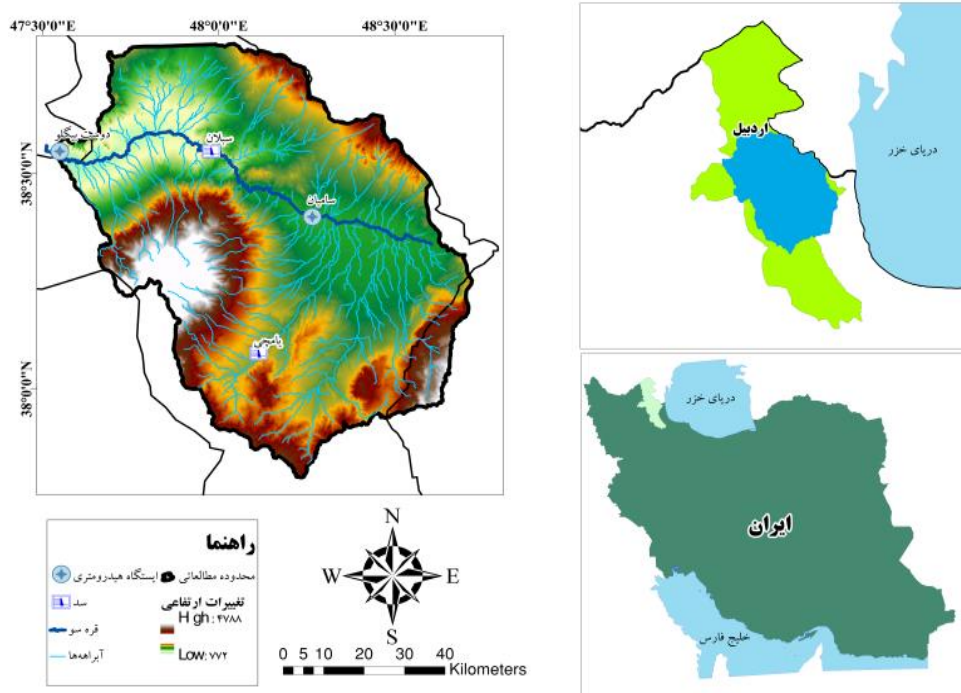 47°30'0"E
48°0'0"E
48°30'0"E
38°30'0"N
38°0'0"N
دوست بیگلو
سبلان
سامیان
یامچی
راهنما
محدوده مطالعاتی
ایستگاه هیدرومتری
تغییرات ارتفاعی
سد
High : ۴۷۸۸
قره سو
Low: ۷۷۲
آبراهه‌ها
N
W
E
S
0 5 10 20 30 40
Kilometers
اردبیل
دریای خزر
دریای خزر
ایران
خلیج فارس